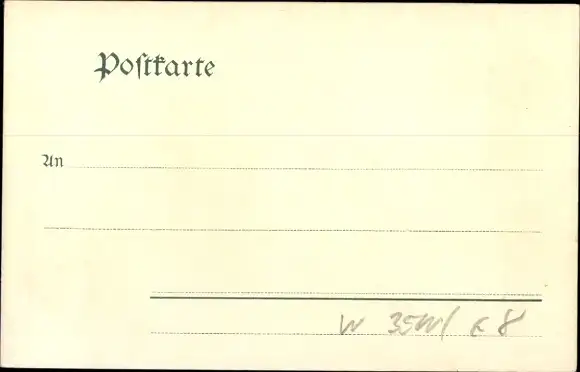 Postkarte
An
W 35W/ € 8